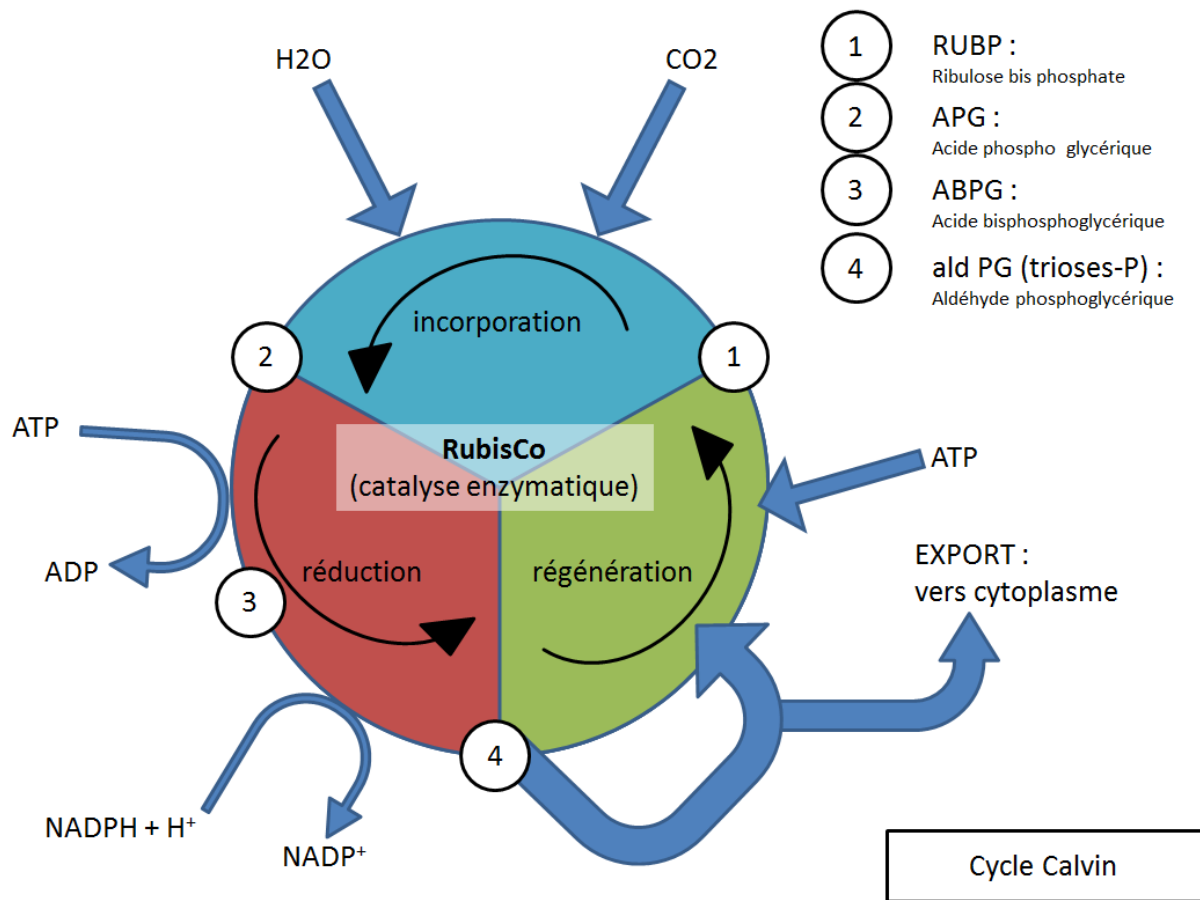 H2O
CO2
1
RUBP :
Ribulose bis phosphate
2
APG :
Acide phospho glycérique
3
ABPG :
Acide bisphosphoglycérique
4
ald PG (trioses-P) :
Aldéhyde phosphoglycérique
incorporation
2
1
ATP
RubisCo
(catalyse enzymatique)
ATP
ADP
réduction
régénération
EXPORT :
vers cytoplasme
3
4
NADPH + H⁺
NADP⁺
Cycle Calvin